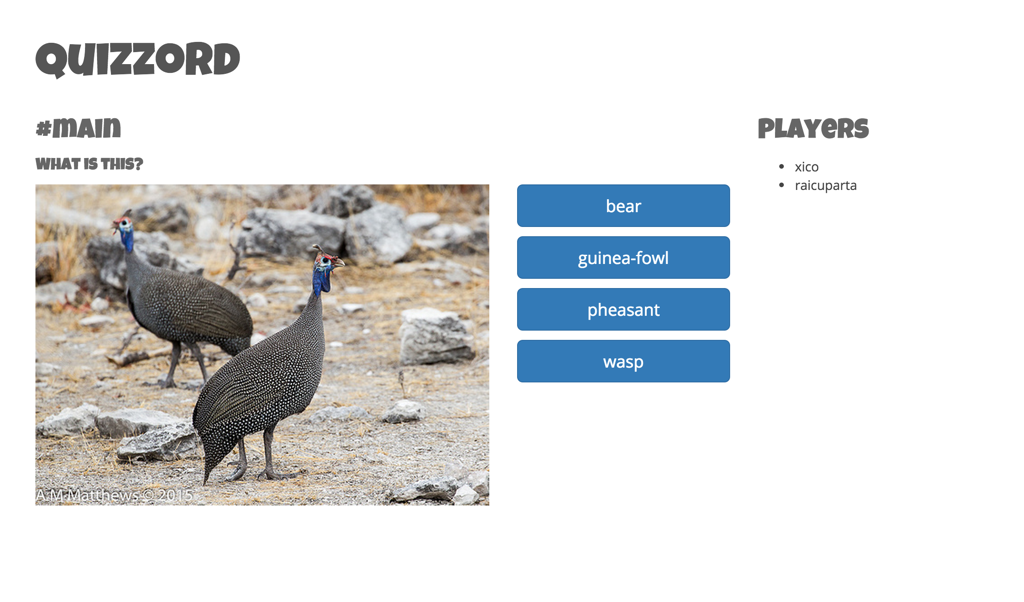 QUIZZORD
#main
WHAT IS THIS?
bear
guinea-fowl
pheasant
wasp
A M Matthews © 2015
Players
xico
raicuparta